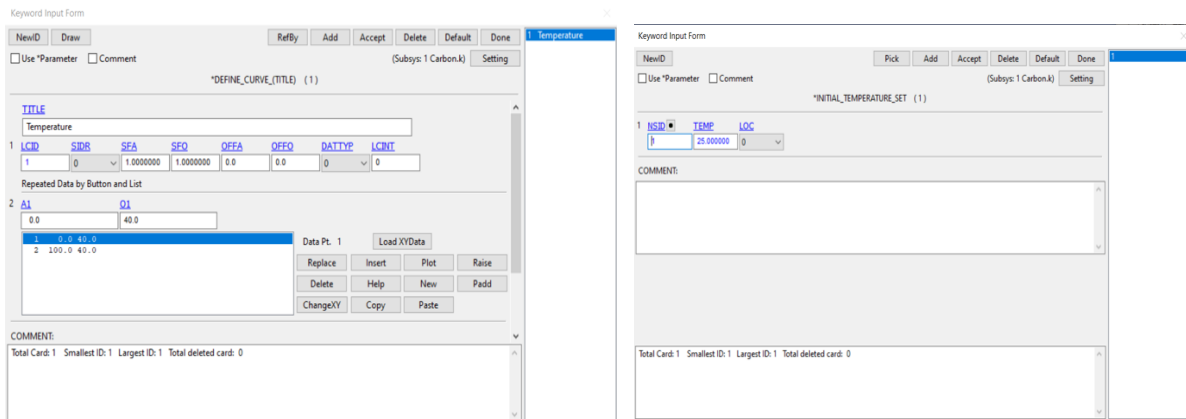 Keyword Input Form
NewID Draw RefBy Add Accept Delete Default Done
Use *Parameter Comment (Subsys: 1 Carbon.k) Setting
*DEFINE_CURVE_(TITLE) (1)
TITLE
Temperature
1 LCID SIDR SFA SFO OFFA OFFO DATTYP LCINT
1 0 1.0000000 1.0000000 0.0 0.0 0 0
Repeated Data by Button and List
2 A1 O1
0.0 40.0
1 0.0 40.0
2 100.0 40.0
Data Pt. 1 Load XYData
Replace Insert Plot Raise
Delete Help New Padd
ChangeXY Copy Paste
COMMENT:
Total Card: 1 Smallest ID: 1 Largest ID: 1 Total deleted card: 0
1 Temperature
Keyword Input Form
NewID Pick Add Accept Delete Default Done
Use *Parameter Comment (Subsys: 1 Carbon.k) Setting
*INITIAL_TEMPERATURE_SET (1)
1 NSID TEMP LOC
1 25.000000 0
COMMENT:
Total Card: 1 Smallest ID: 1 Largest ID: 1 Total deleted card: 0
1